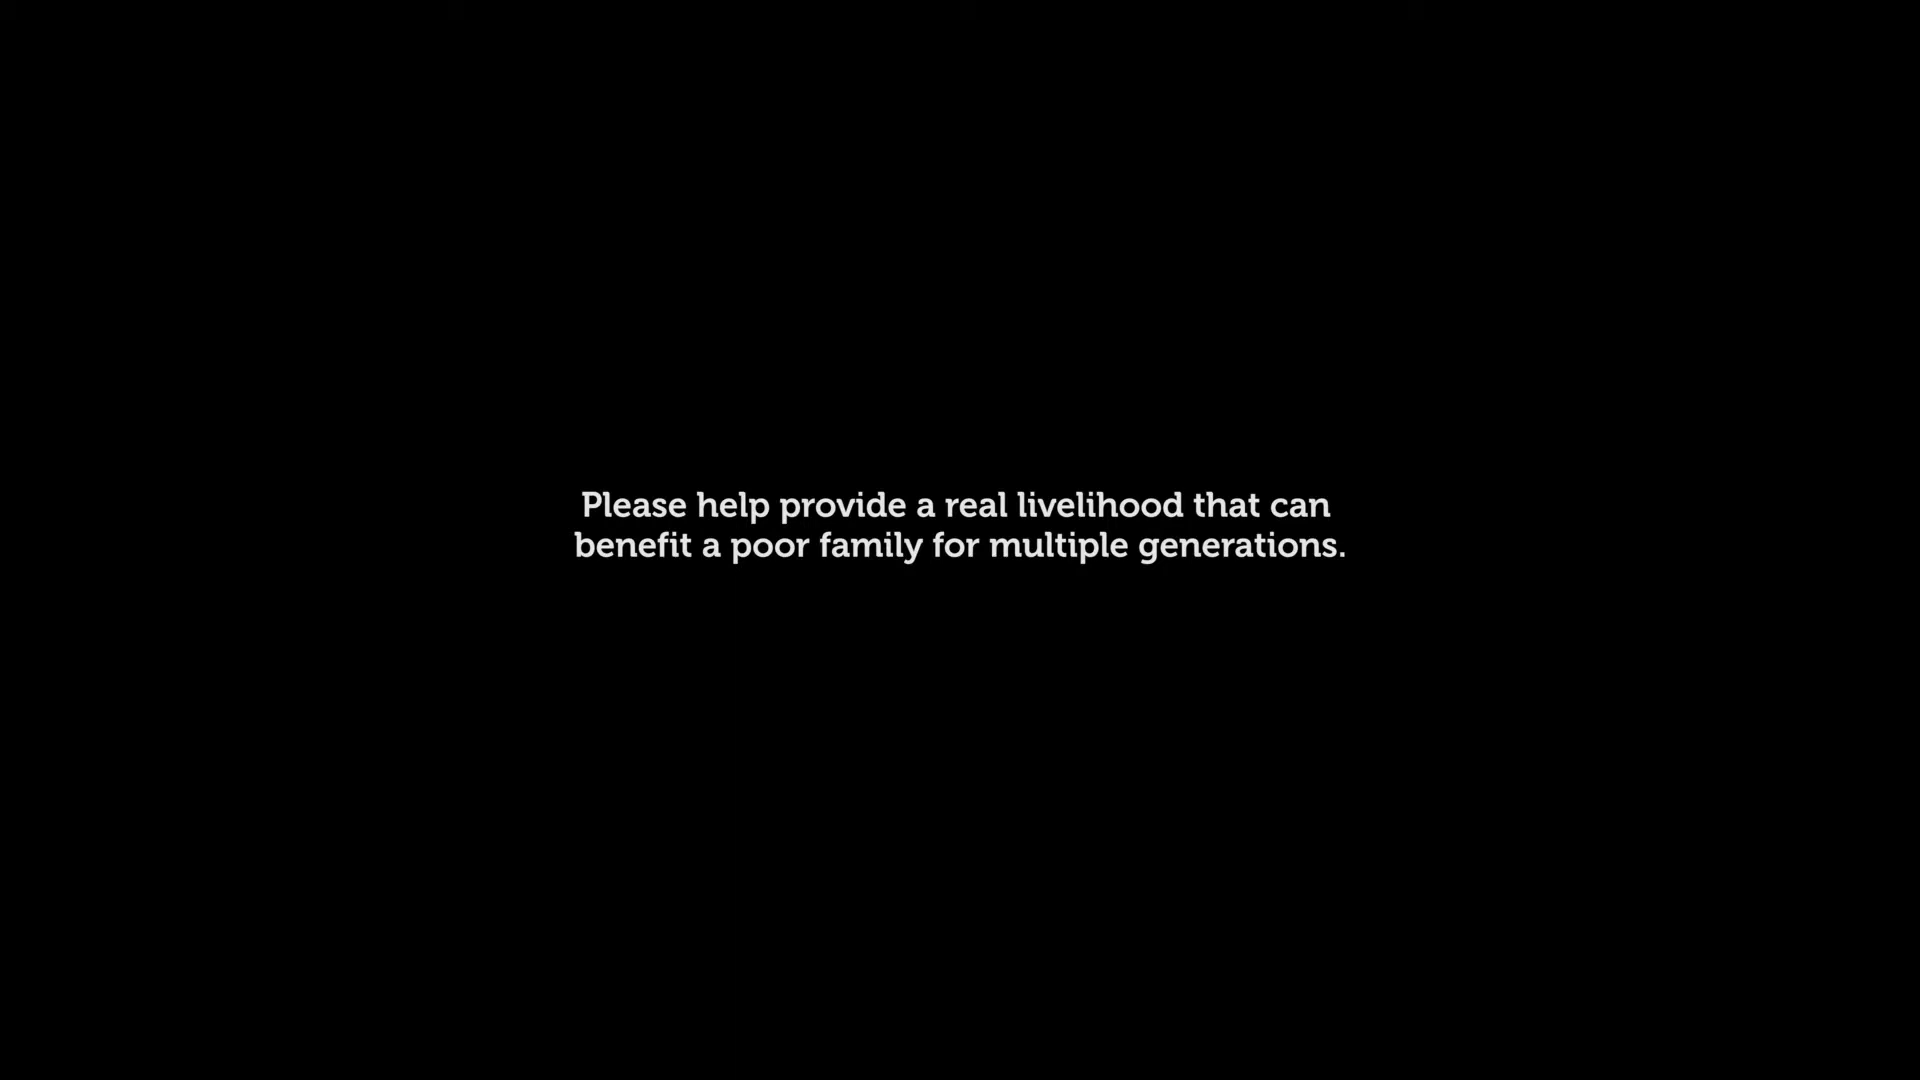 Please help provide a real livelihood that can
benefit a poor family for multiple generations.